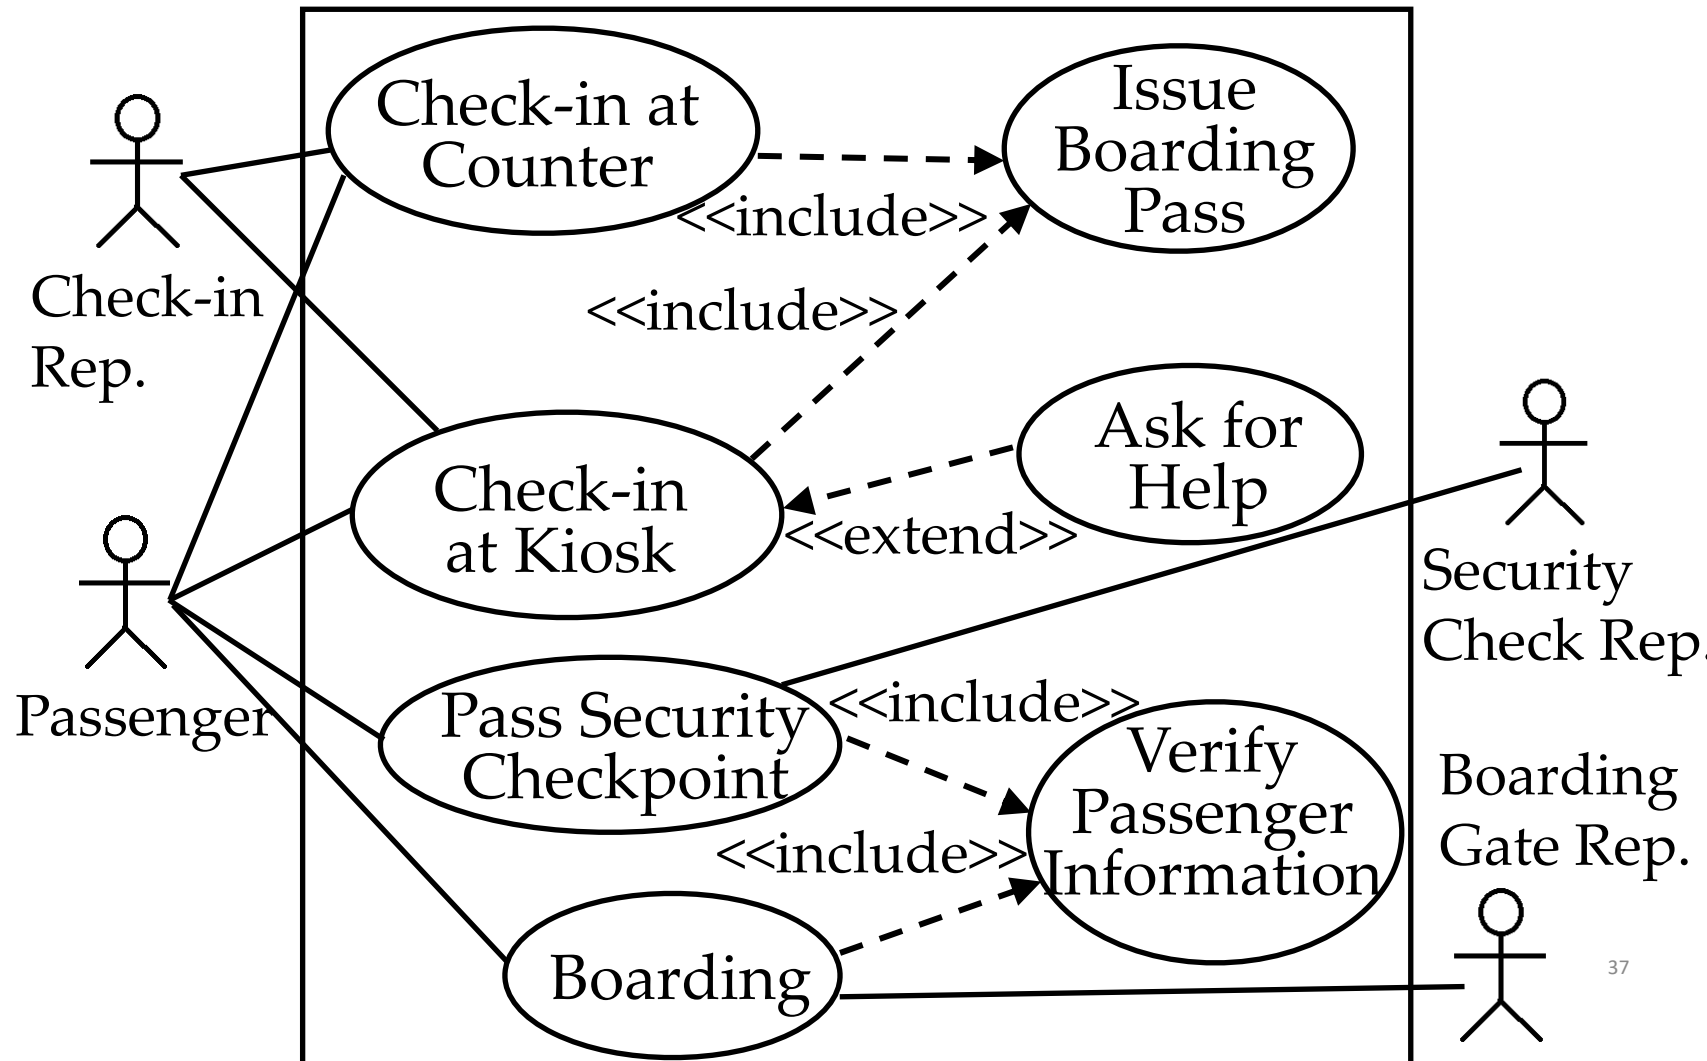 Check-in at
Counter
Issue
Boarding
Pass
<<include>>
Check-in
Rep.
<<include>>
Ask for
Help
Check-in
at Kiosk
<<extend>>
Security
Check Rep.
Passenger
Pass Security
Checkpoint
<<include>>
Verify
Passenger
Information
Boarding
Gate Rep.
<<include>>
Boarding
37